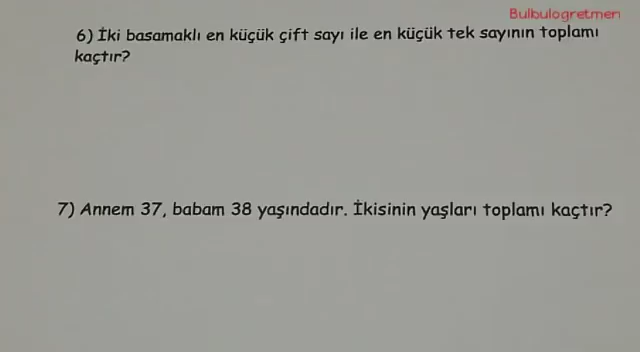 Bulbulogretmen
6) İki basamaklı en küçük çift sayı ile en küçük tek sayının toplamı
kaçtır?
7) Annem 37, babam 38 yaşındadır. İkisinin yaşları toplamı kaçtır?